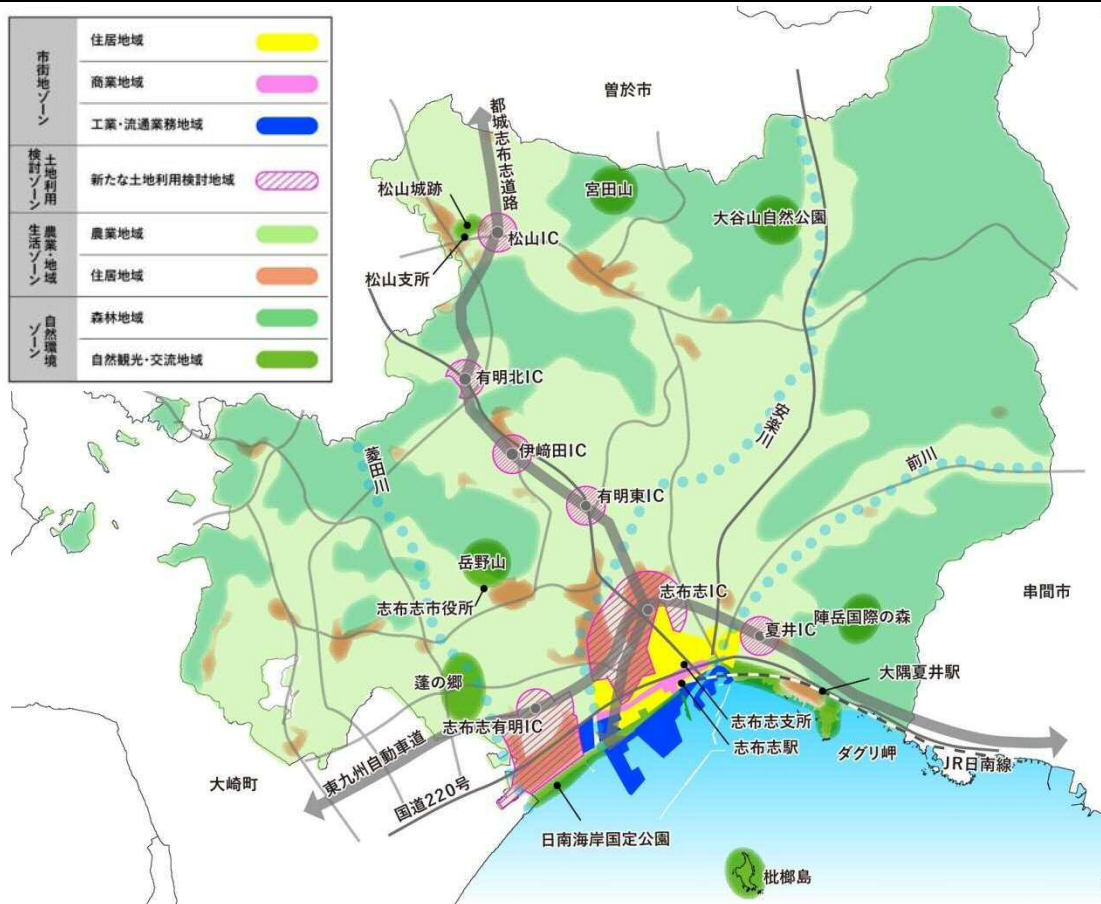 市街地ゾーン
住居地域
商業地域
工業・流通業務地域
土地利用
検討ゾーン
新たな土地利用検討地域
農業・地域
生活ゾーン
農業地域
住居地域
自然環境
ゾーン
森林地域
自然観光・交流地域
曽於市
都城志布志道路
松山城跡
宮田山
大谷山自然公園
松山IC
松山支所
有明北IC
安楽川
伊﨑田IC
前川
菱田川
有明東IC
岳野山
志布志市役所
志布志IC
串間市
陣岳国際の森
夏井IC
蓬の郷
大隅夏井駅
志布志有明IC
志布志支所
志布志駅
ダグリ岬
JR日南線
東九州自動車道
大崎町
国道220号
日南海岸国定公園
枇榔島